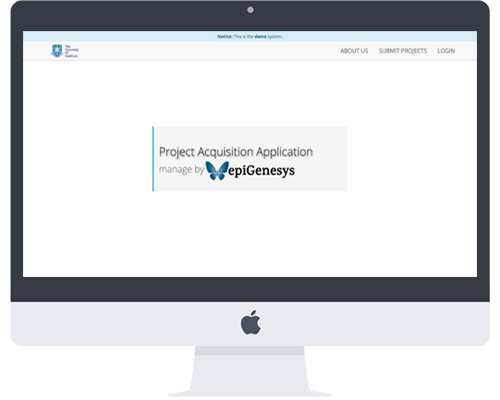 Notice: This is the demo system.
The
University
Of
Sheffield.
ABOUT US SUBMIT PROJECTS LOGIN
Project Acquisition Application
manage by epiGenesys